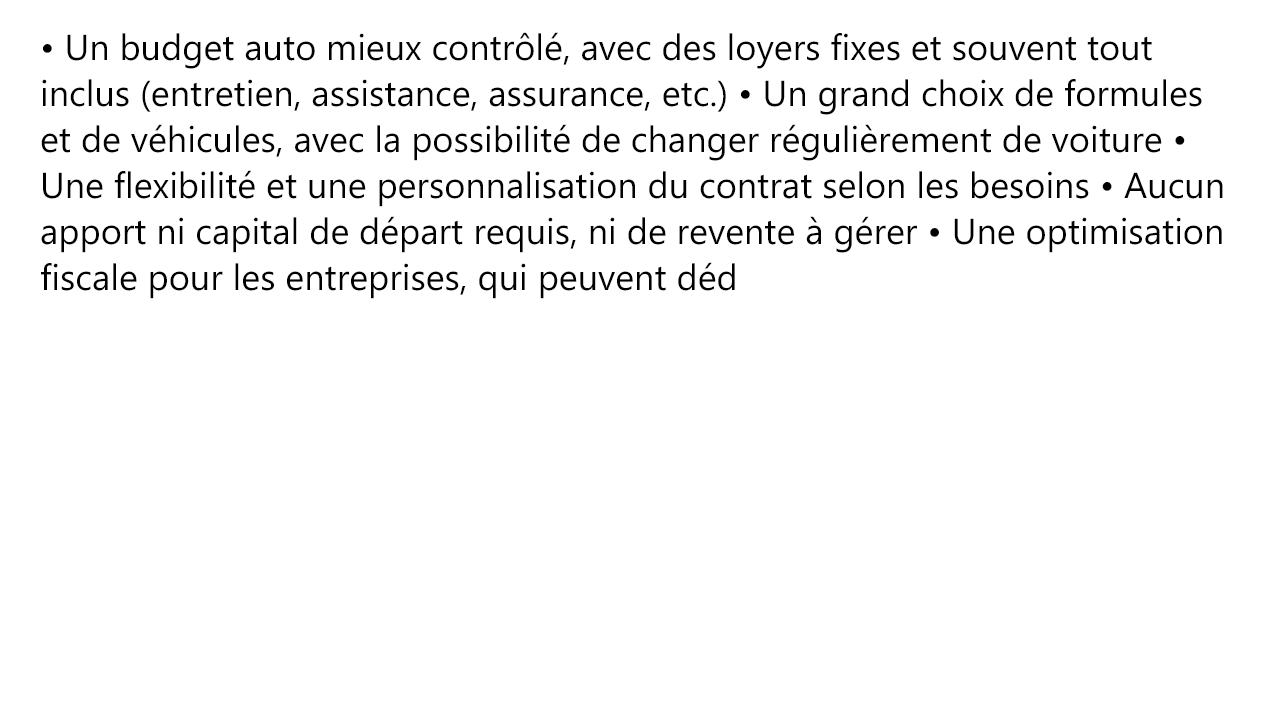 • Un budget auto mieux contrôlé, avec des loyers fixes et souvent tout
inclus (entretien, assistance, assurance, etc.) • Un grand choix de formules
et de véhicules, avec la possibilité de changer régulièrement de voiture •
Une flexibilité et une personnalisation du contrat selon les besoins • Aucun
apport ni capital de départ requis, ni de revente à gérer • Une optimisation
fiscale pour les entreprises, qui peuvent déd